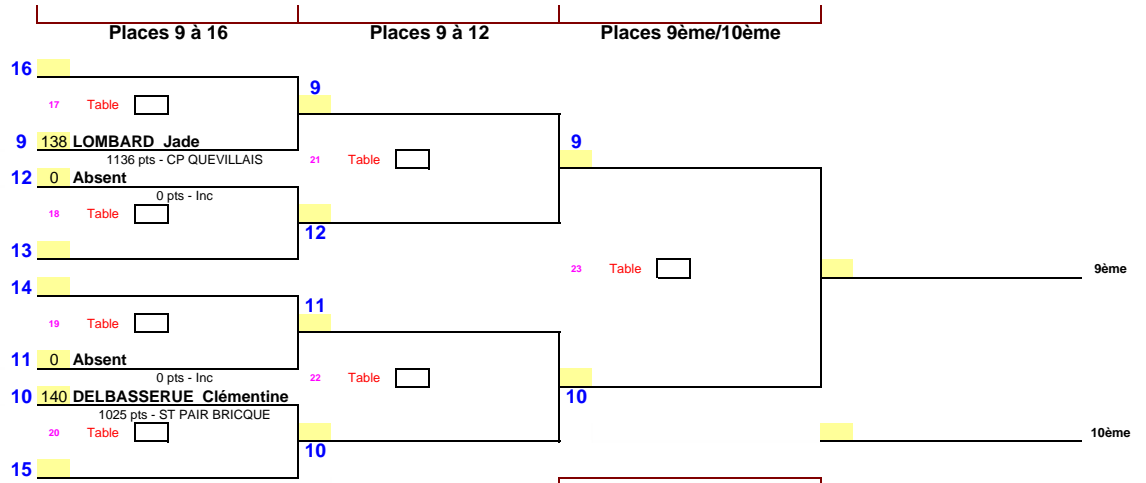 Places 9 à 16 Places 9 à 12 Places 9ème/10ème
16
17 Table 9
9 138 LOMBARD Jade 9
1136 pts - CP QUEVILLAIS 21 Table
12 0 Absent
0 pts - Inc
18 Table
12
13
23 Table 9ème
14
11
19 Table
11 0 Absent
0 pts - Inc 22 Table
10 140 DELBASSERUE Clémentine 10
1025 pts - ST PAIR BRICQUE
20 Table 10ème
10
15